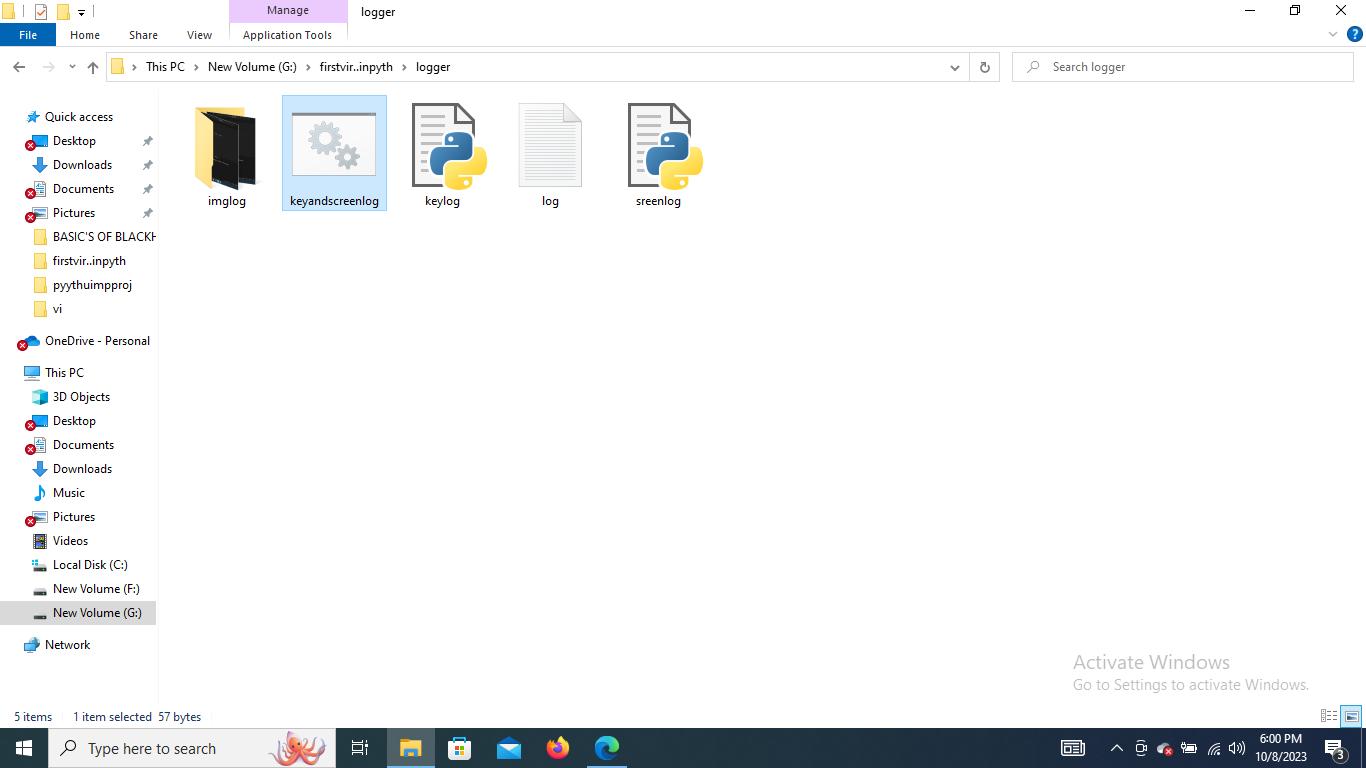 Manage
logger
File
Home
Share
View
Application Tools
This PC
New Volume (G:)
firstvir..inpyth
logger
Search logger
Quick access
Desktop
Downloads
Documents
Pictures
BASIC'S OF BLACKH
firstvir..inpyth
pyythuimpproj
vi
OneDrive - Personal
This PC
3D Objects
Desktop
Documents
Downloads
Music
Pictures
Videos
Local Disk (C:)
New Volume (F:)
New Volume (G:)
Network
imglog
keyandscreenlog
keylog
log
sreenlog
Activate Windows
Go to Settings to activate Windows.
5 items
1 item selected 57 bytes
Type here to search
6:00 PM
10/8/2023
3